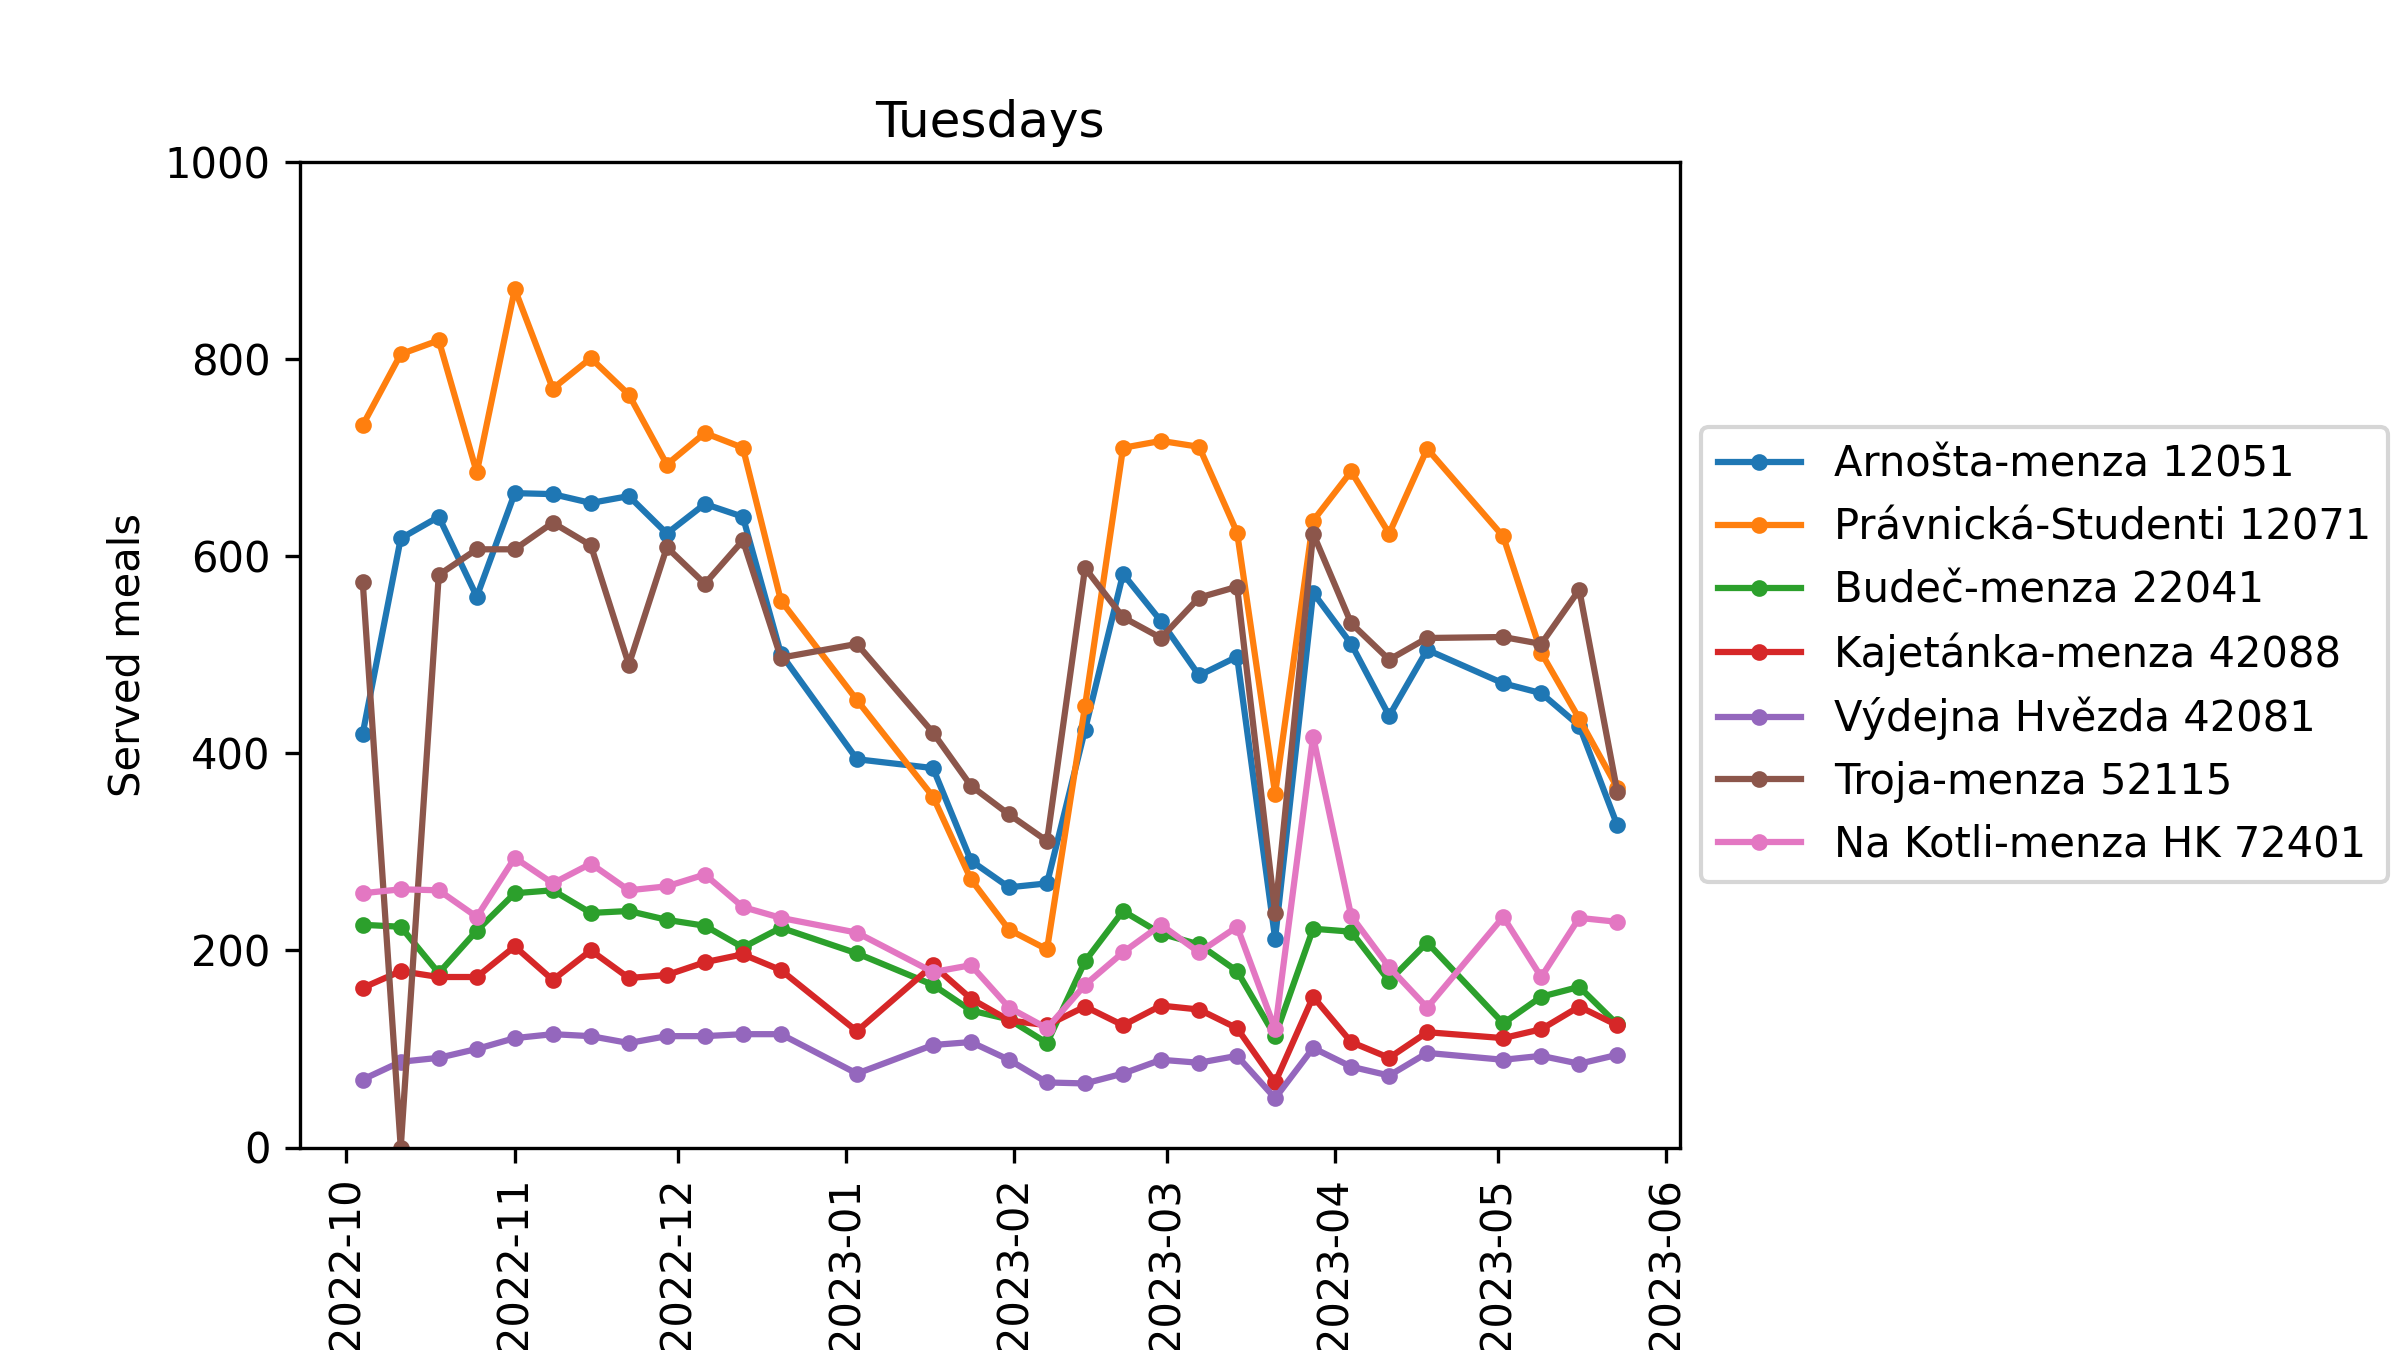 Tuesdays
1000
800
600
400
200
0
Served meals
2022-10
2022-11
2022-12
2023-01
2023-02
2023-03
2023-04
2023-05
2023-06
Arnošta-menza 12051
Právnická-Studenti 12071
Budeč-menza 22041
Kajetánka-menza 42088
Výdejna Hvězda 42081
Troja-menza 52115
Na Kotli-menza HK 72401